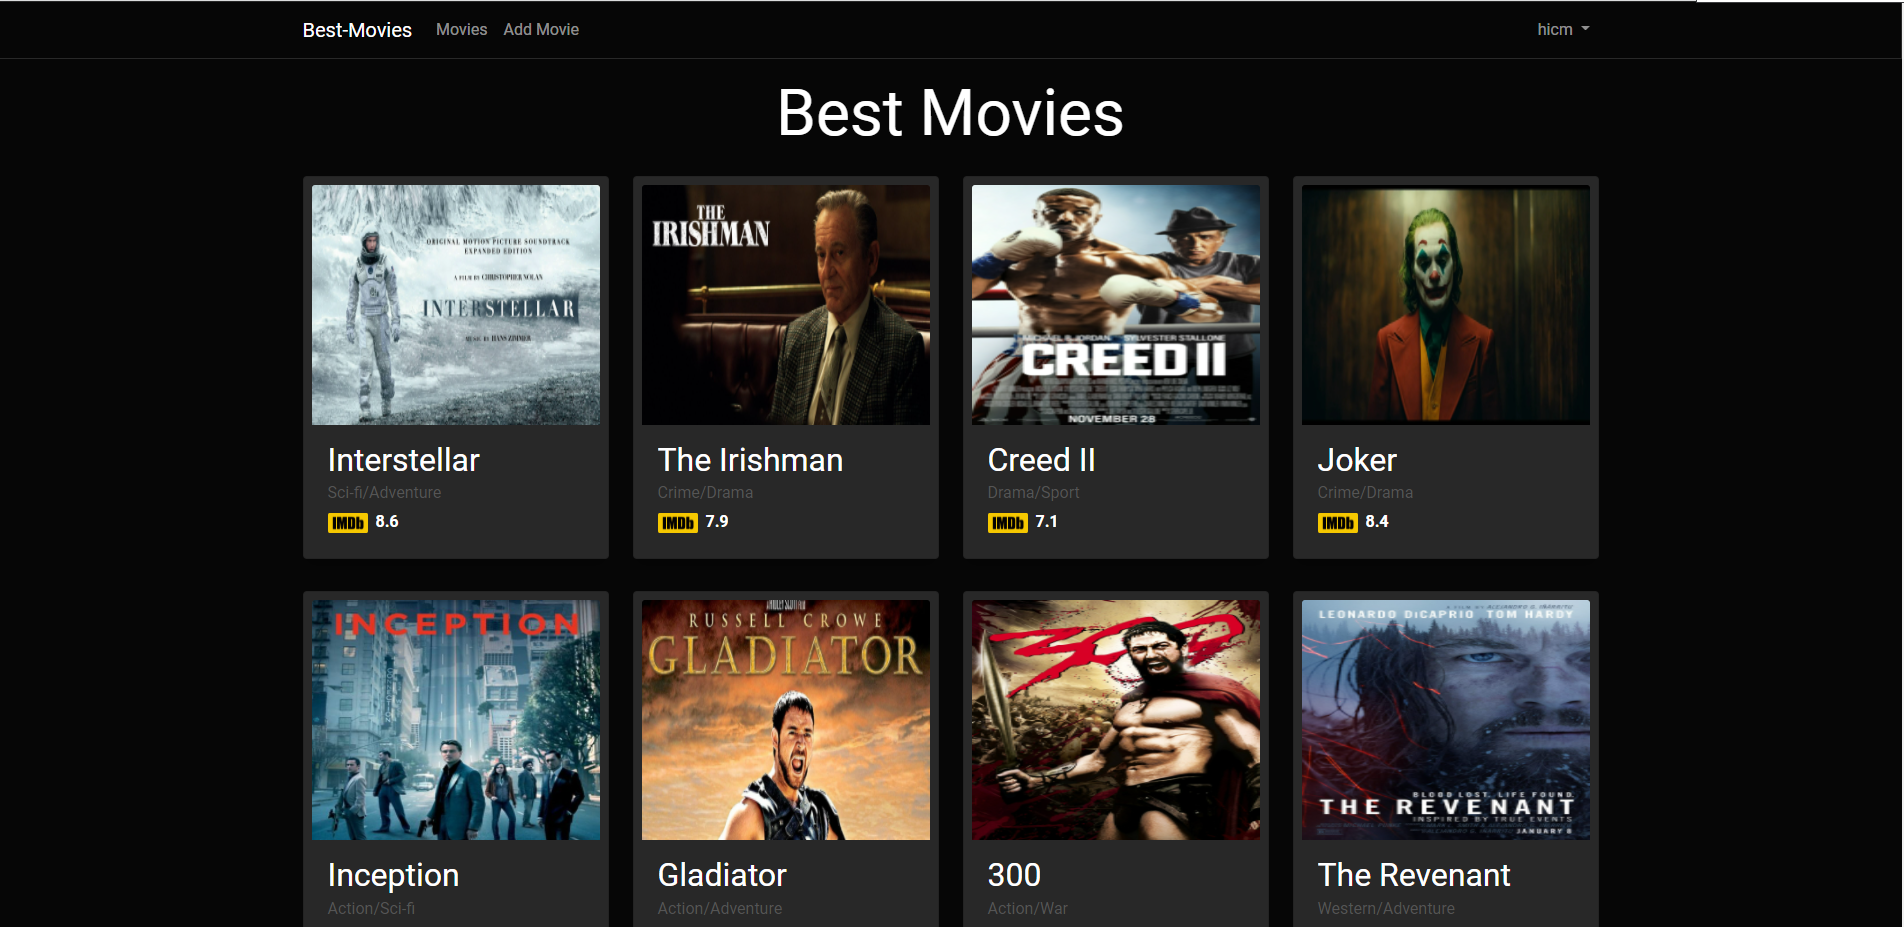 Best-Movies Movies Add Movie hicm
Best Movies
ORIGINAL MOTION PICTURE SOUNDTRACK
EXPANDED EDITION
A FILM BY CHRISTOPHER NOLAN
INTERSTELLAR
MUSIC BY HANS ZIMMER
THE
IRISHMAN
MICHAEL B. JORDAN SYLVESTER STALLONE
CREED II
NOVEMBER 28
Interstellar
Sci-fi/Adventure
IMDb 8.6
The Irishman
Crime/Drama
IMDb 7.9
Creed II
Drama/Sport
IMDb 7.1
Joker
Crime/Drama
IMDb 8.4
INCEPTION
RUSSELL CROWE
GLADIATOR
300
A FILM BY ALEJANDRO G. IÑÁRRITU
LEONARDO DiCAPRIO TOM HARDY
BLOOD LOST. LIFE FOUND.
THE REVENANT
INSPIRED BY TRUE EVENTS
JANUARY 8
Inception
Action/Sci-fi
Gladiator
Action/Adventure
300
Action/War
The Revenant
Western/Adventure